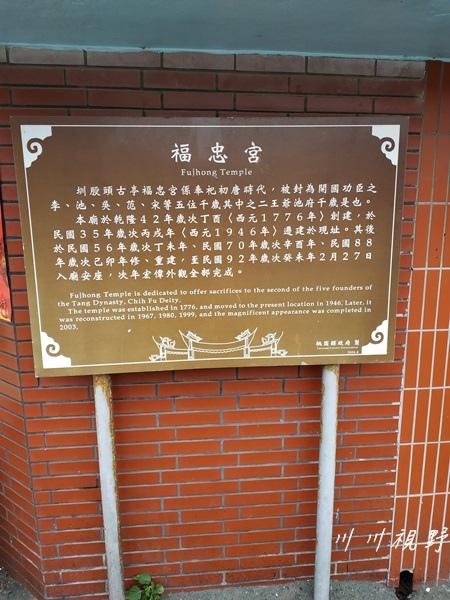 福忠宮
Fujhong Temple
圳股頭古亭福忠宮係奉祀初唐時代，被封為開國功臣之
李、池、吳、范、朱等五位千歲其中之二王爺池府千歲是也。
本廟於乾隆42年歲次丁酉〈西元1776年〉創建，於
民國35年歲次丙戌年〈西元1946年〉遷建於現址。其後
於民國56年歲次丁未年、民國70年歲次辛酉年、民國88
年歲次己卯年修、重建，至民國92年歲次癸未年2月27日
入廟安座，次年宏偉外觀全部完成。
Fujhong Temple is dedicated to offer sacrifices to the second of the five founders of
the Tang Dynasty, Chih Fu Deity.
The temple was established in 1776, and moved to the present location in 1946. Later, it
was reconstructed in 1967, 1980, 1999, and the magnificent appearance was completed in
2003.
桃園縣政府 製
川川視野